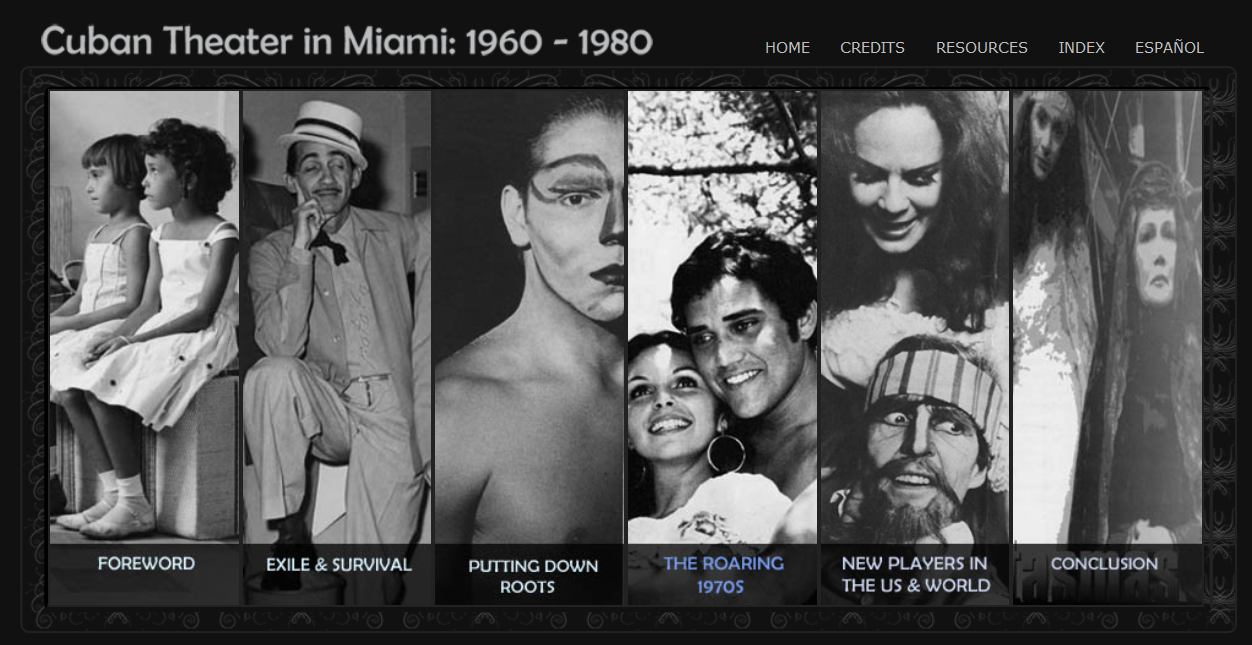 Cuban Theater in Miami: 1960 - 1980
HOME CREDITS RESOURCES INDEX ESPAÑOL
FOREWORD
EXILE & SURVIVAL
PUTTING DOWN
ROOTS
THE ROARING
1970S
NEW PLAYERS IN
THE US & WORLD
CONCLUSION